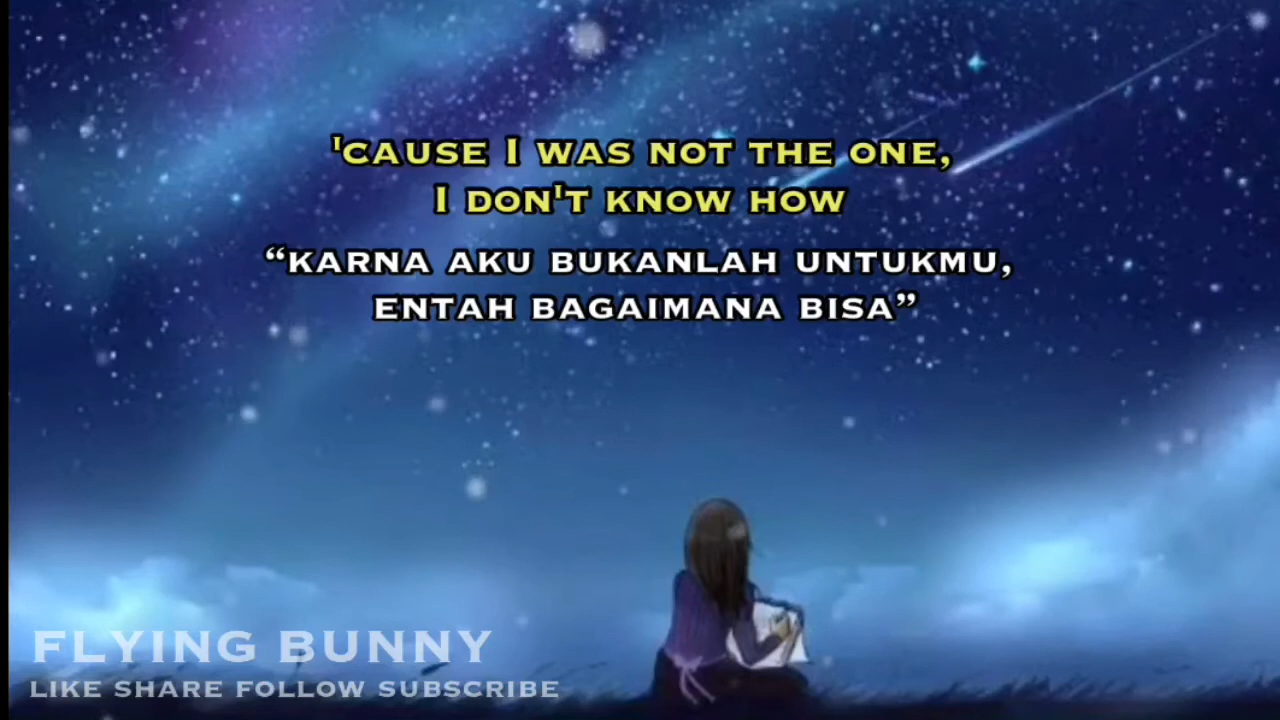 'CAUSE I WAS NOT THE ONE,
I DON'T KNOW HOW
“KARNA AKU BUKANLAH UNTUKMU,
ENTAH BAGAIMANA BISA”
FLYING BUNNY
LIKE SHARE FOLLOW SUBSCRIBE